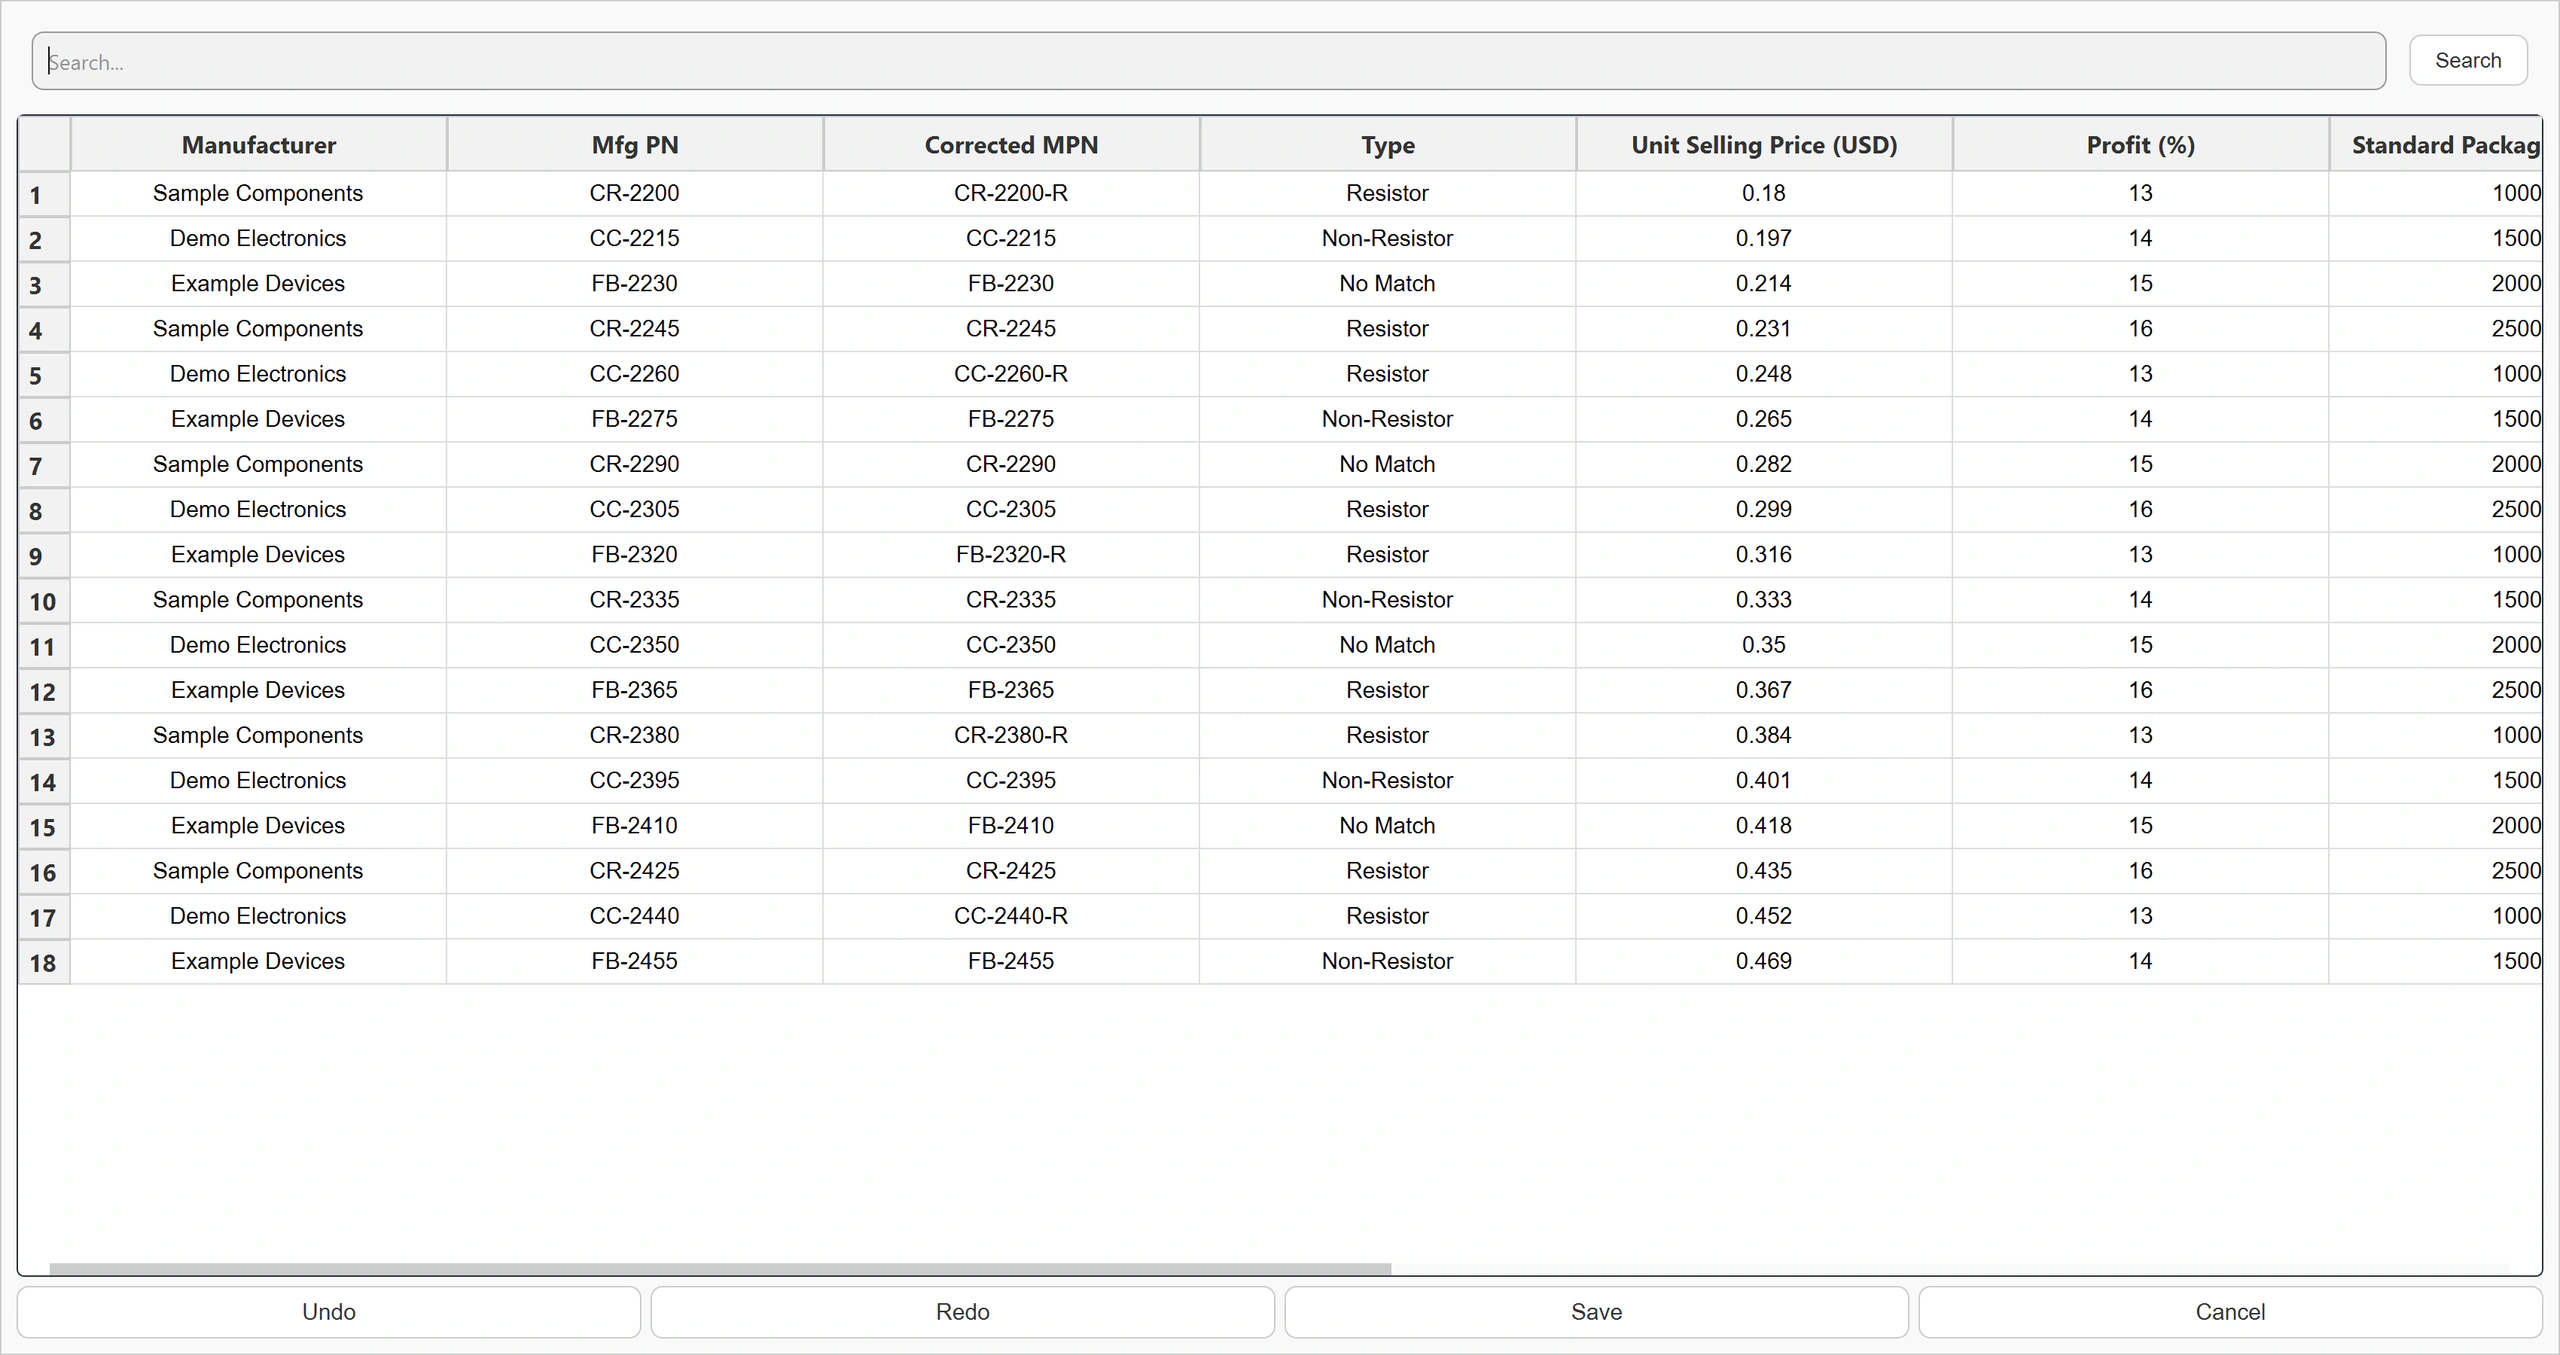 Search...
Search
Manufacturer Mfg PN Corrected MPN Type Unit Selling Price (USD) Profit (%) Standard Packag
1 Sample Components CR-2200 CR-2200-R Resistor 0.18 13 1000
2 Demo Electronics CC-2215 CC-2215 Non-Resistor 0.197 14 1500
3 Example Devices FB-2230 FB-2230 No Match 0.214 15 2000
4 Sample Components CR-2245 CR-2245 Resistor 0.231 16 2500
5 Demo Electronics CC-2260 CC-2260-R Resistor 0.248 13 1000
6 Example Devices FB-2275 FB-2275 Non-Resistor 0.265 14 1500
7 Sample Components CR-2290 CR-2290 No Match 0.282 15 2000
8 Demo Electronics CC-2305 CC-2305 Resistor 0.299 16 2500
9 Example Devices FB-2320 FB-2320-R Resistor 0.316 13 1000
10 Sample Components CR-2335 CR-2335 Non-Resistor 0.333 14 1500
11 Demo Electronics CC-2350 CC-2350 No Match 0.35 15 2000
12 Example Devices FB-2365 FB-2365 Resistor 0.367 16 2500
13 Sample Components CR-2380 CR-2380-R Resistor 0.384 13 1000
14 Demo Electronics CC-2395 CC-2395 Non-Resistor 0.401 14 1500
15 Example Devices FB-2410 FB-2410 No Match 0.418 15 2000
16 Sample Components CR-2425 CR-2425 Resistor 0.435 16 2500
17 Demo Electronics CC-2440 CC-2440-R Resistor 0.452 13 1000
18 Example Devices FB-2455 FB-2455 Non-Resistor 0.469 14 1500
Undo Redo Save Cancel